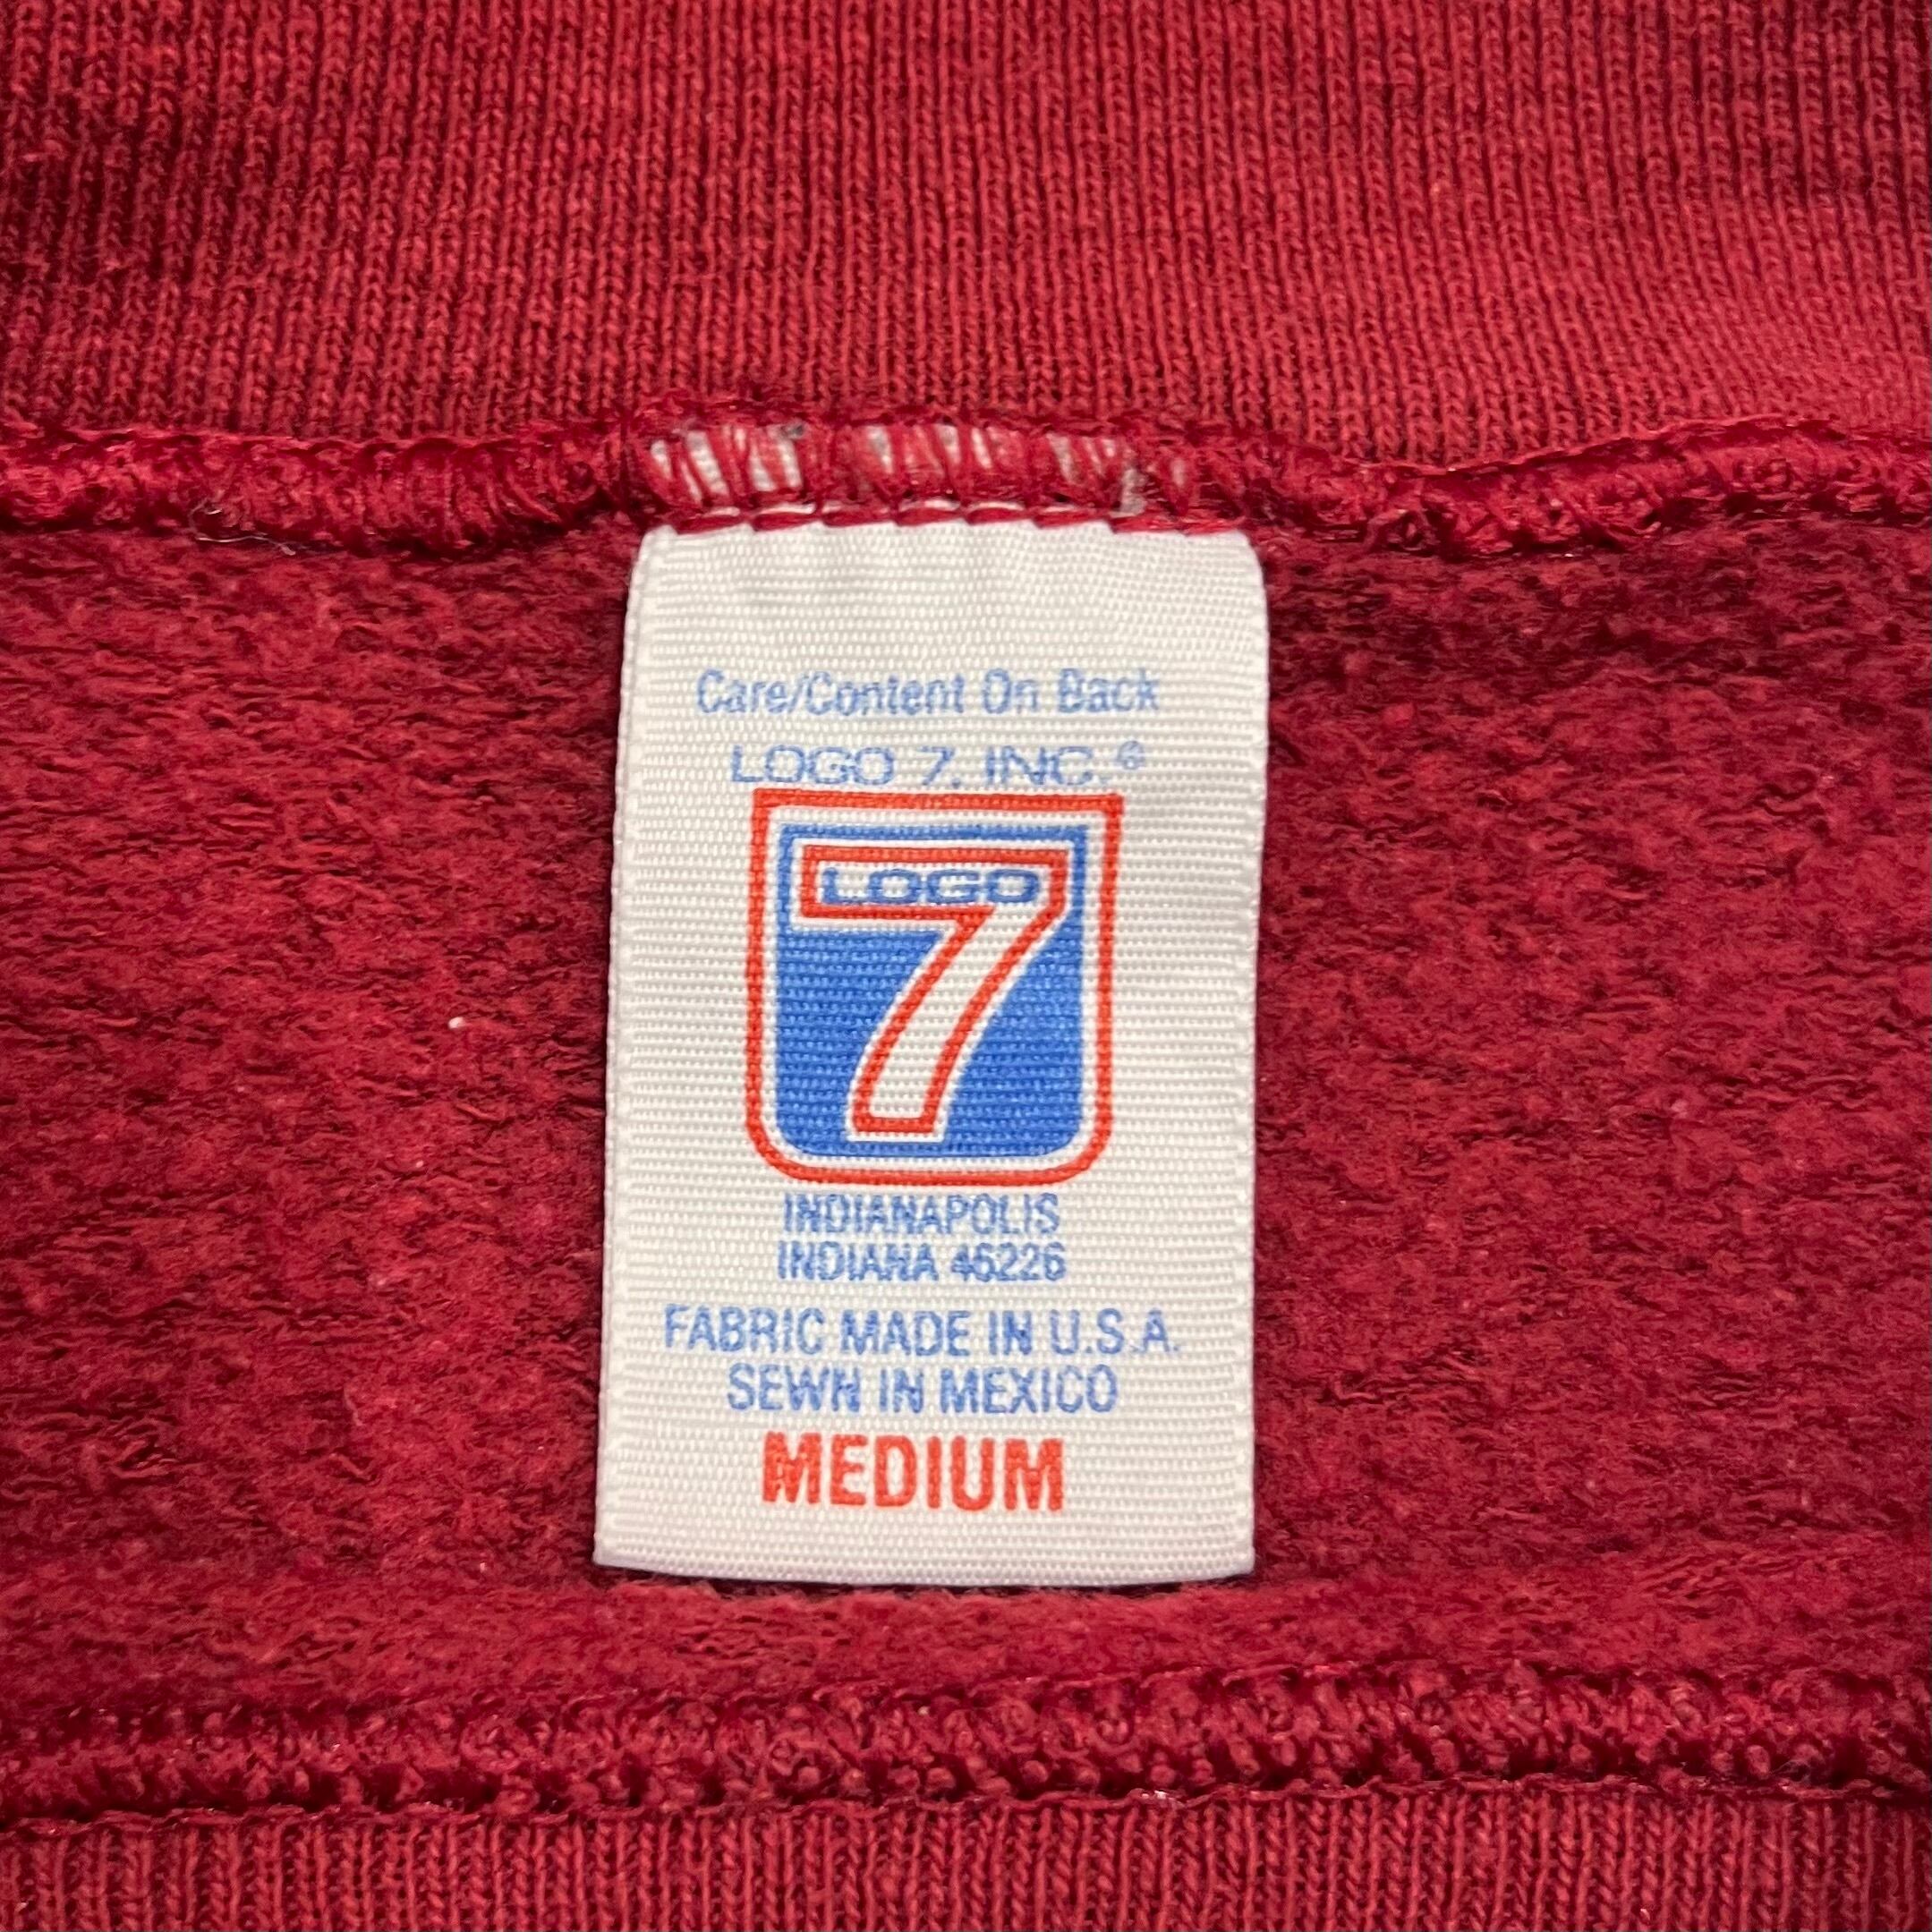 Care/Content On Back
LOGO 7, INC.®
LOGO
7
INDIANAPOLIS
INDIANA 46226
FABRIC MADE IN U.S.A.
SEWN IN MEXICO
MEDIUM